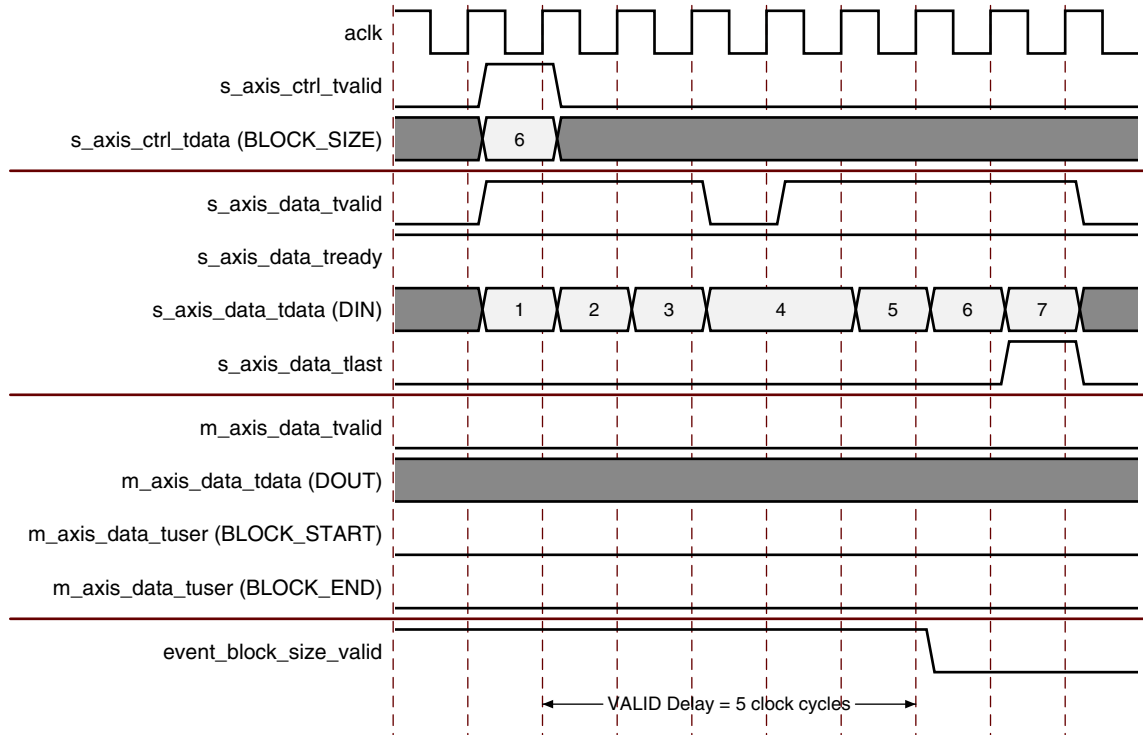 aclk
s_axis_ctrl_tvalid
s_axis_ctrl_tdata (BLOCK_SIZE) 6
s_axis_data_tvalid
s_axis_data_tready
s_axis_data_tdata (DIN) 1 2 3 4 5 6 7
s_axis_data_tlast
m_axis_data_tvalid
m_axis_data_tdata (DOUT)
m_axis_data_tuser (BLOCK_START)
m_axis_data_tuser (BLOCK_END)
event_block_size_valid
VALID Delay = 5 clock cycles